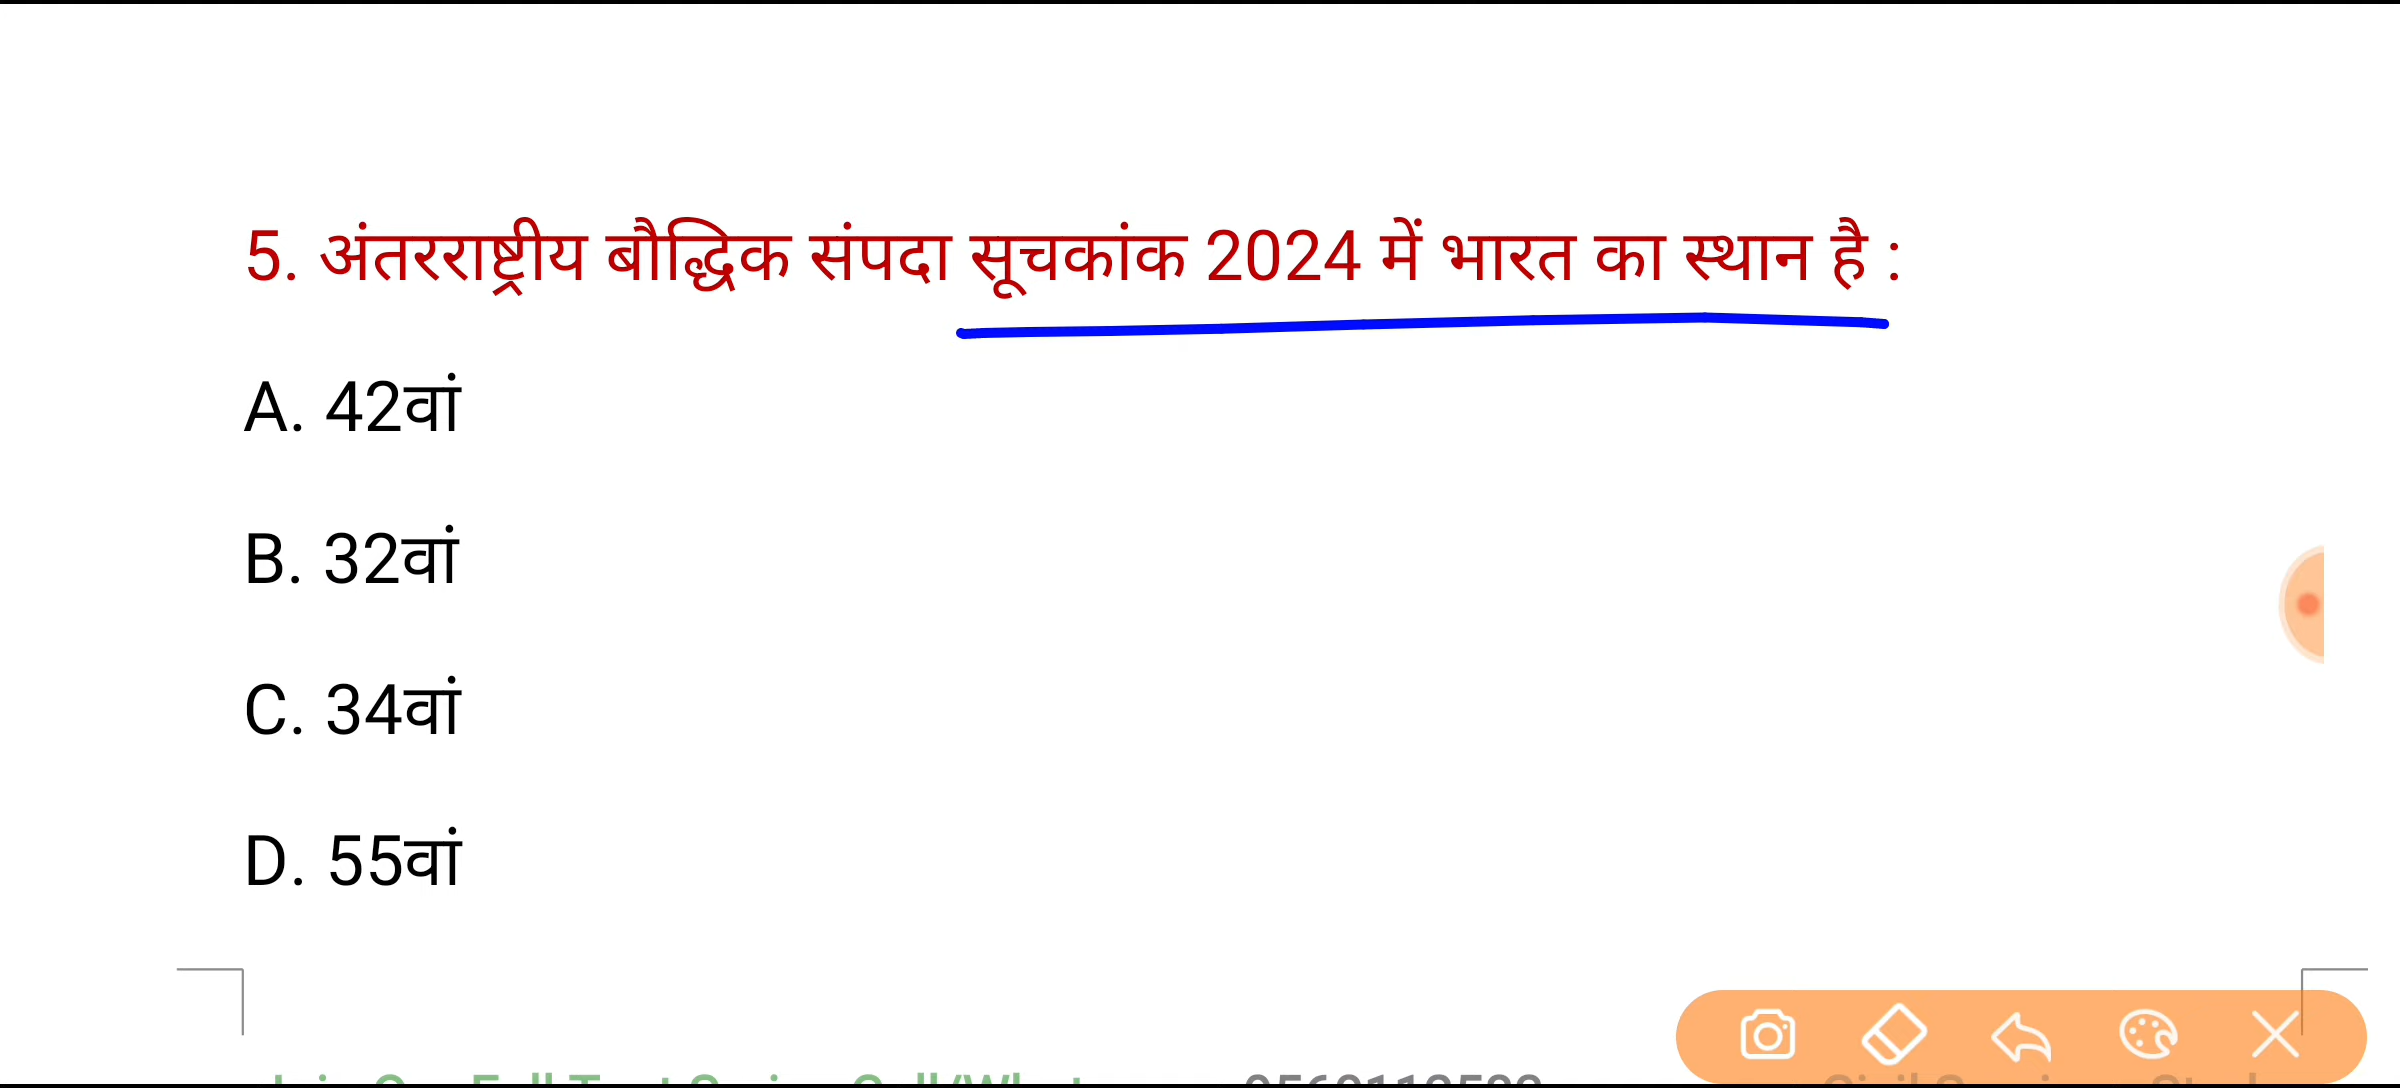 5. अंतरराष्ट्रीय बौद्धिक संपदा सूचकांक 2024 में भारत का स्थान है :
A. 42वां
B. 32वां
C. 34वां
D. 55वां